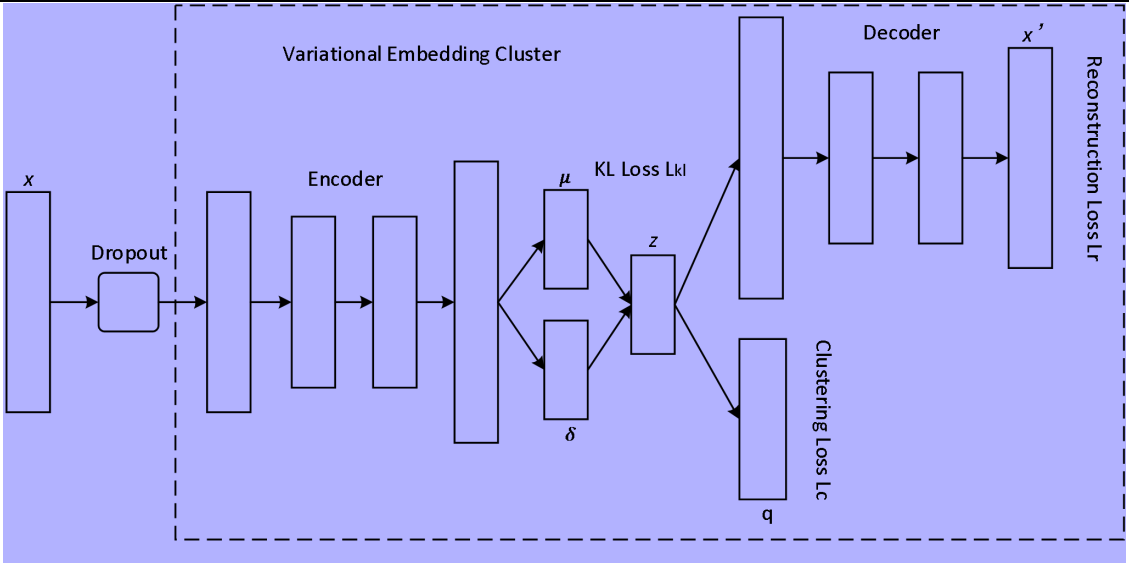 Variational Embedding Cluster
Decoder
x ’
Reconstruction Loss Lr
x
Encoder
μ
KL Loss Lkl
Dropout
z
δ
Clustering Loss Lc
q